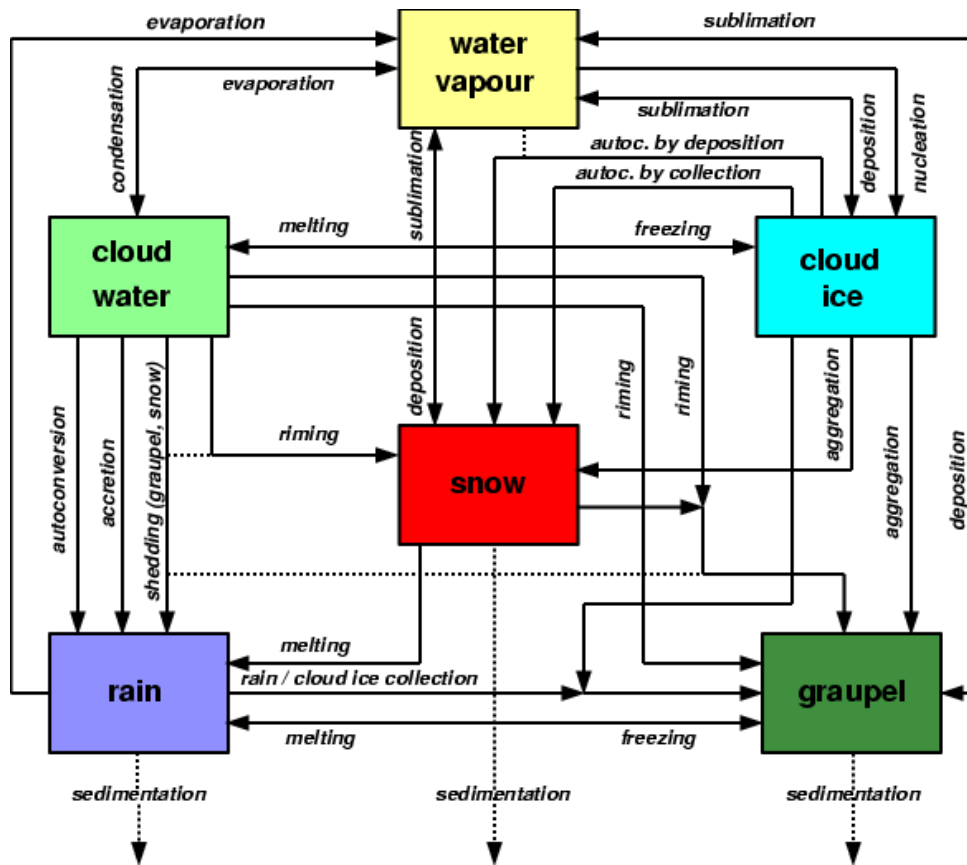 evaporation
sublimation
water
vapour
evaporation
sublimation
condensation
sublimation
autoc. by deposition
autoc. by collection
deposition
nucleation
cloud
water
melting
freezing
cloud
ice
deposition
riming
riming
aggregation
aggregation
deposition
autoconversion
accretion
shedding (graupel, snow)
riming
snow
melting
rain
rain / cloud ice collection
graupel
melting
freezing
sedimentation
sedimentation
sedimentation